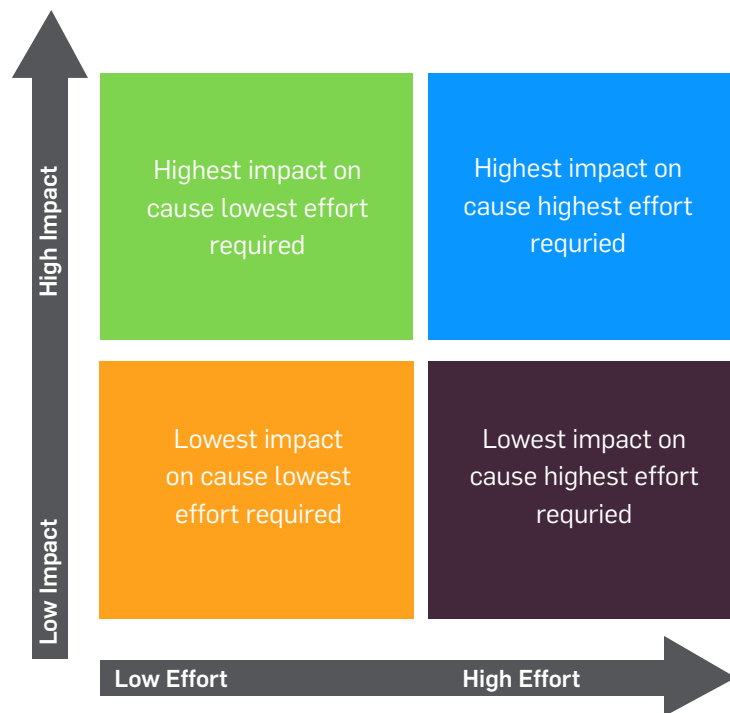 High Impact
Highest impact on
cause lowest effort
required
Highest impact on
cause highest effort
requried
Low Impact
Lowest impact
on cause lowest
effort required
Lowest impact on
cause highest effort
requried
Low Effort
High Effort